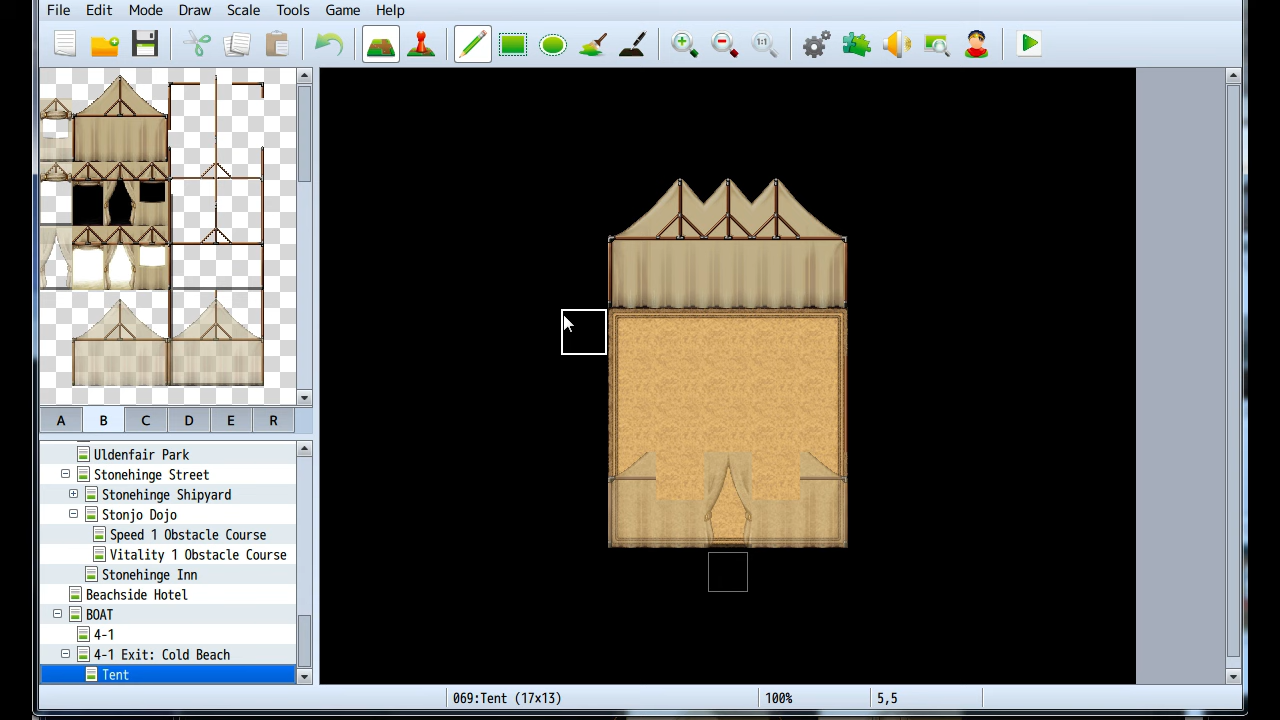 File Edit Mode Draw Scale Tools Game Help
1:1
A B C D E R
Uldenfair Park
Stonehinge Street
Stonehinge Shipyard
Stonjo Dojo
Speed 1 Obstacle Course
Vitality 1 Obstacle Course
Stonehinge Inn
Beachside Hotel
BOAT
4-1
4-1 Exit: Cold Beach
Tent
069:Tent (17x13) 100% 5,5